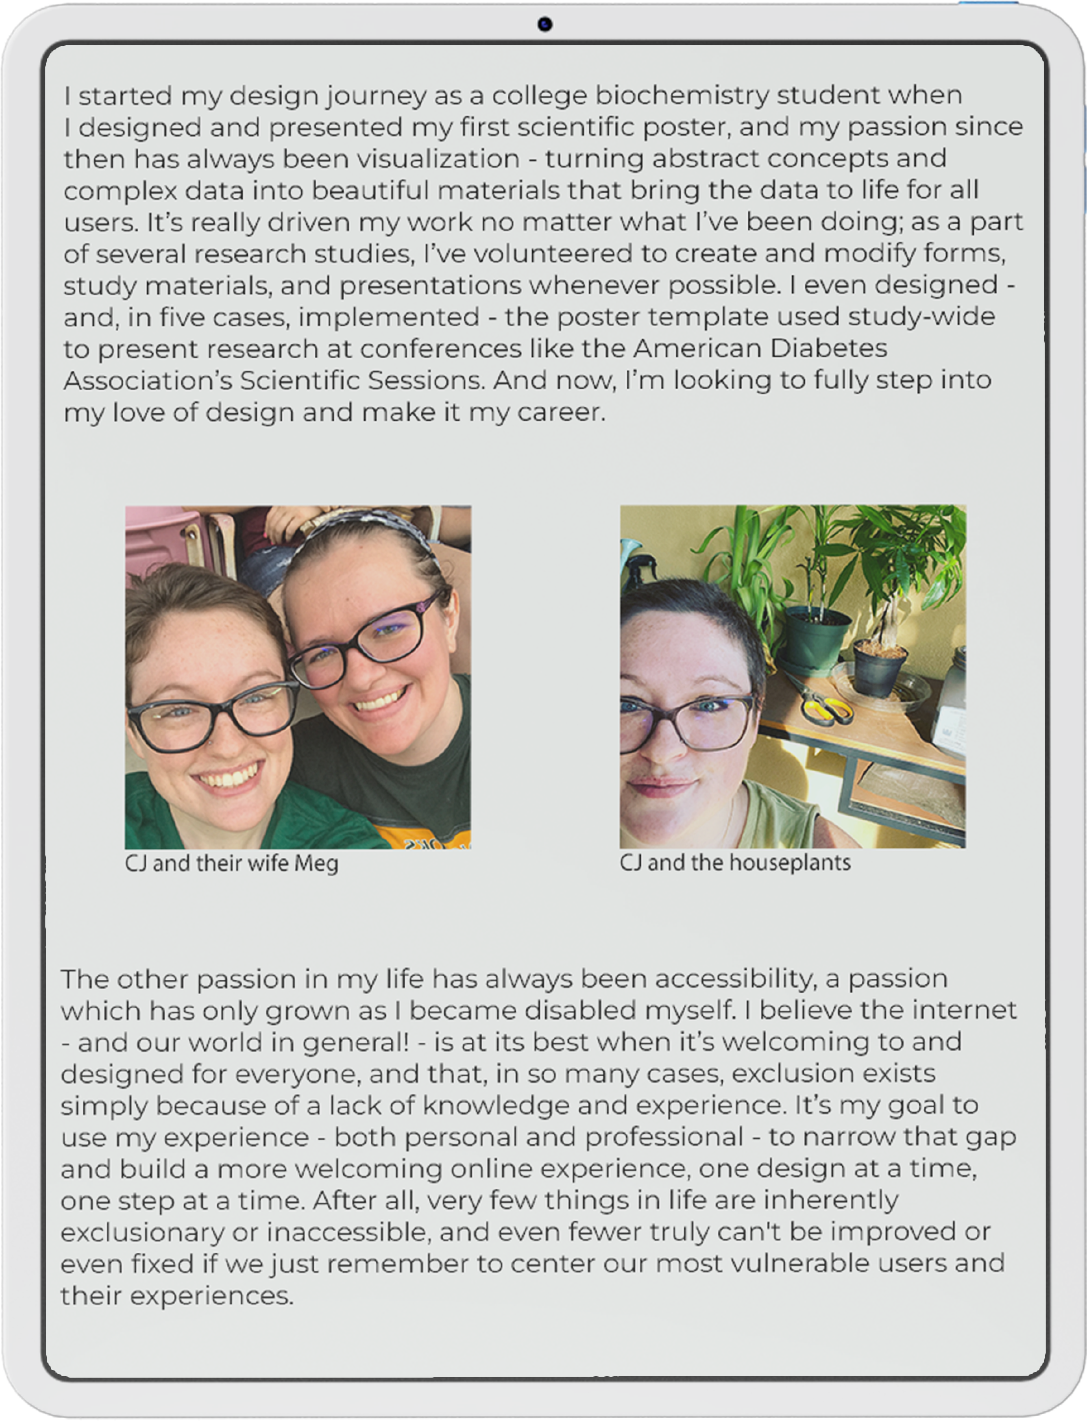 I started my design journey as a college biochemistry student when
I designed and presented my first scientific poster, and my passion since
then has always been visualization - turning abstract concepts and
complex data into beautiful materials that bring the data to life for all
users. It's really driven my work no matter what I've been doing; as a part
of several research studies, I've volunteered to create and modify forms,
study materials, and presentations whenever possible. I even designed -
and, in five cases, implemented - the poster template used study-wide
to present research at conferences like the American Diabetes
Association's Scientific Sessions. And now, I'm looking to fully step into
my love of design and make it my career.
CJ and their wife Meg
CJ and the houseplants
The other passion in my life has always been accessibility, a passion
which has only grown as I became disabled myself. I believe the internet
- and our world in general! - is at its best when it's welcoming to and
designed for everyone, and that, in so many cases, exclusion exists
simply because of a lack of knowledge and experience. It's my goal to
use my experience - both personal and professional - to narrow that gap
and build a more welcoming online experience, one design at a time,
one step at a time. After all, very few things in life are inherently
exclusionary or inaccessible, and even fewer truly can't be improved or
even fixed if we just remember to center our most vulnerable users and
their experiences.